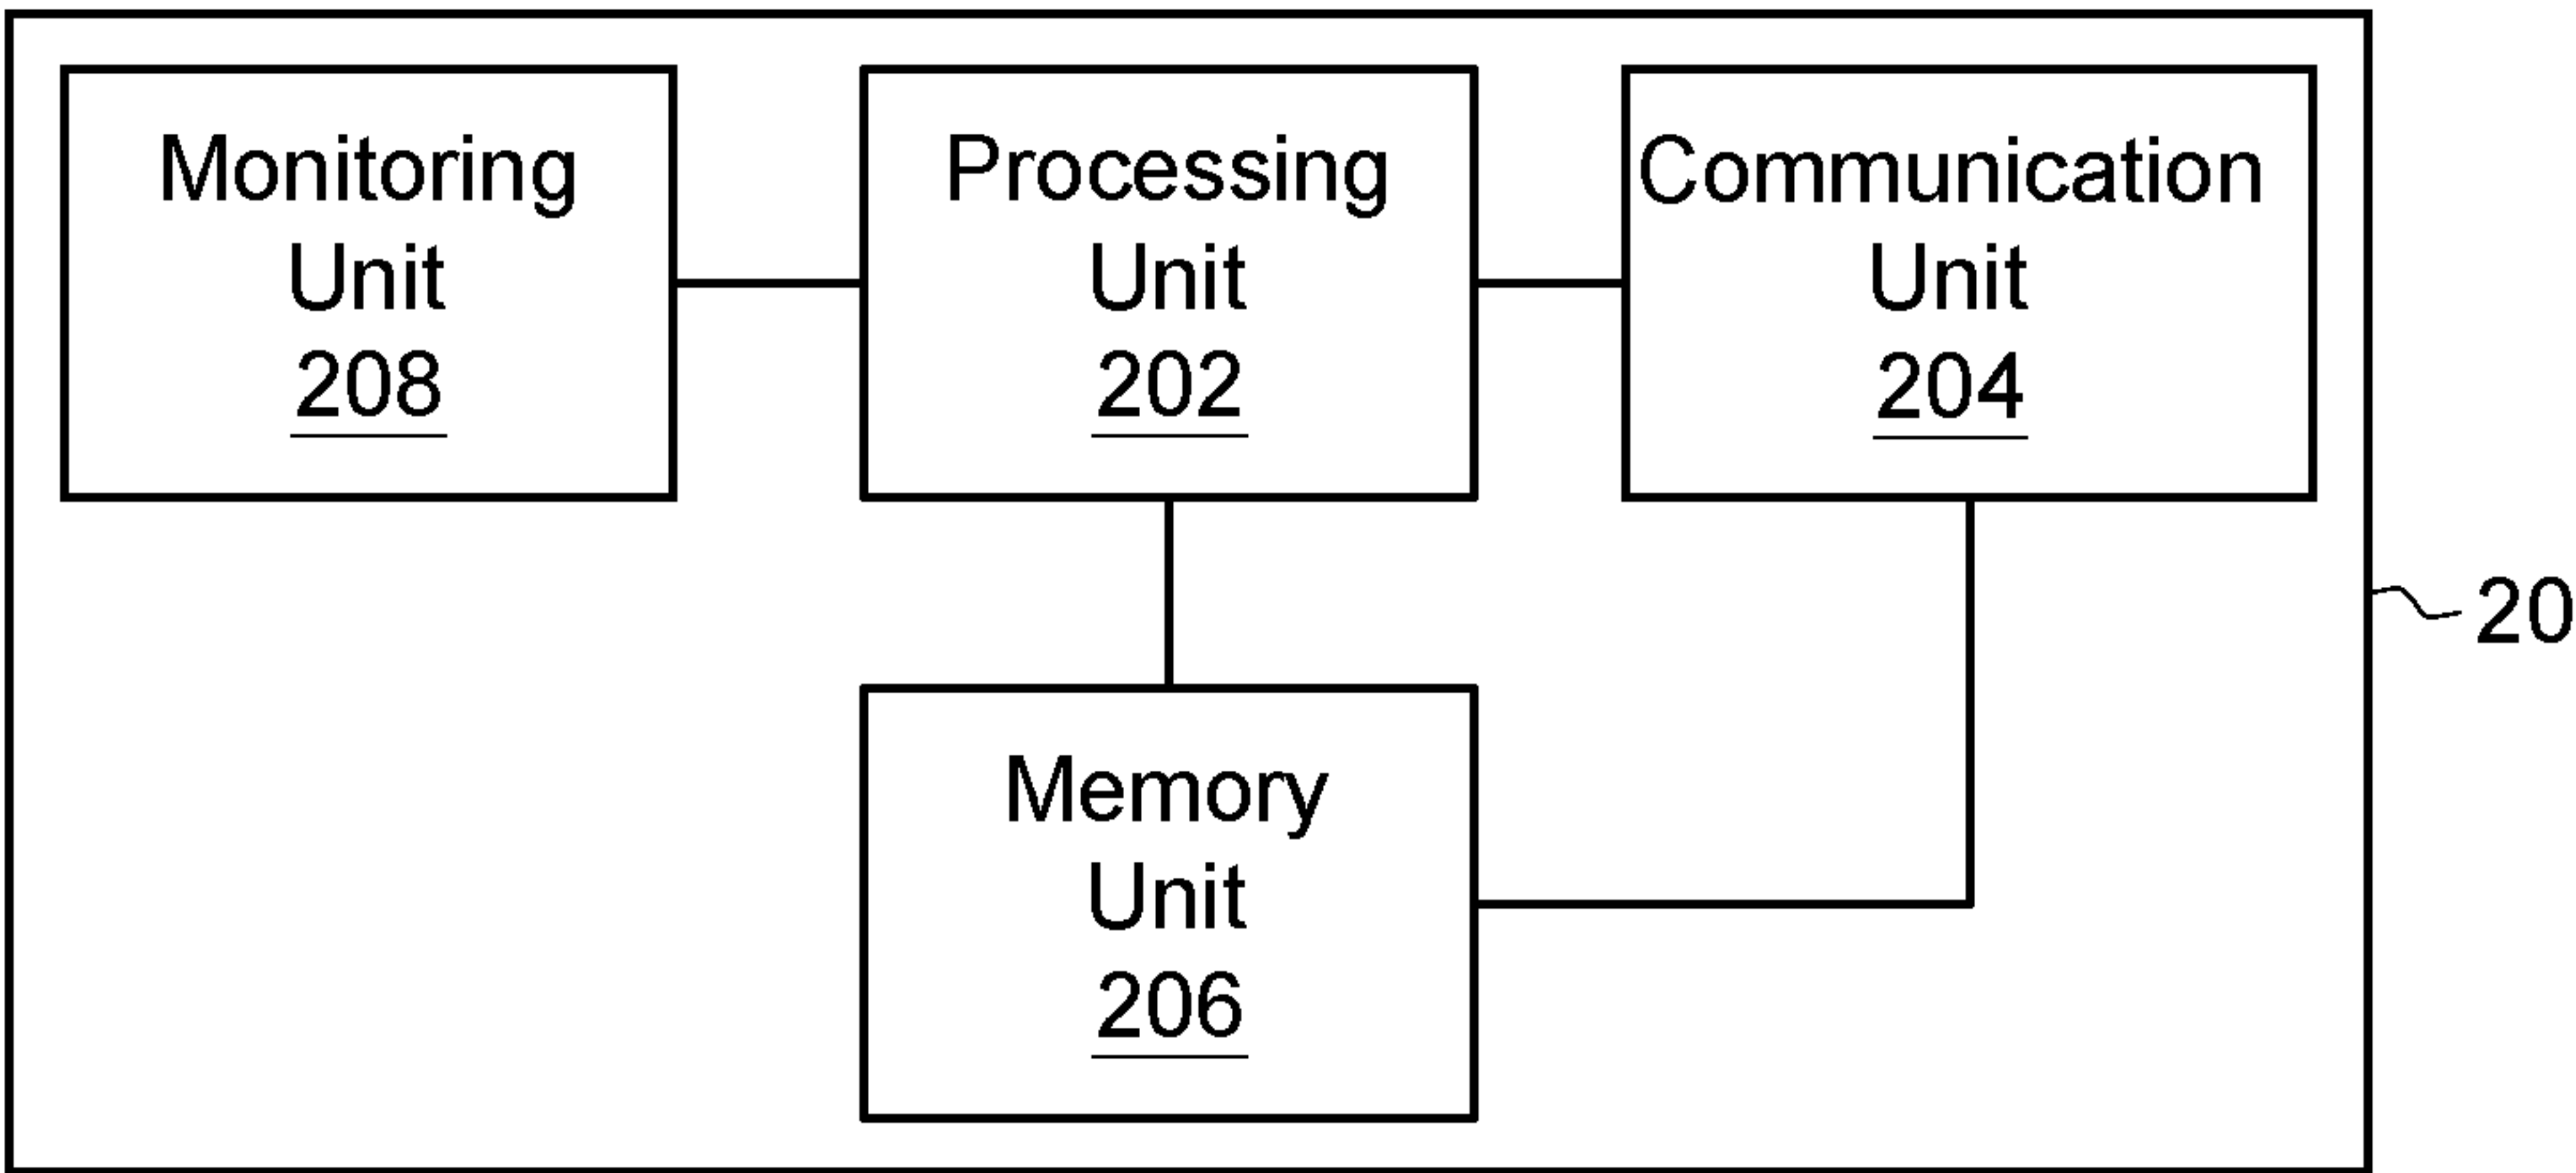 Monitoring
Unit
208
Processing
Unit
202
Communication
Unit
204
Memory
Unit
206
20